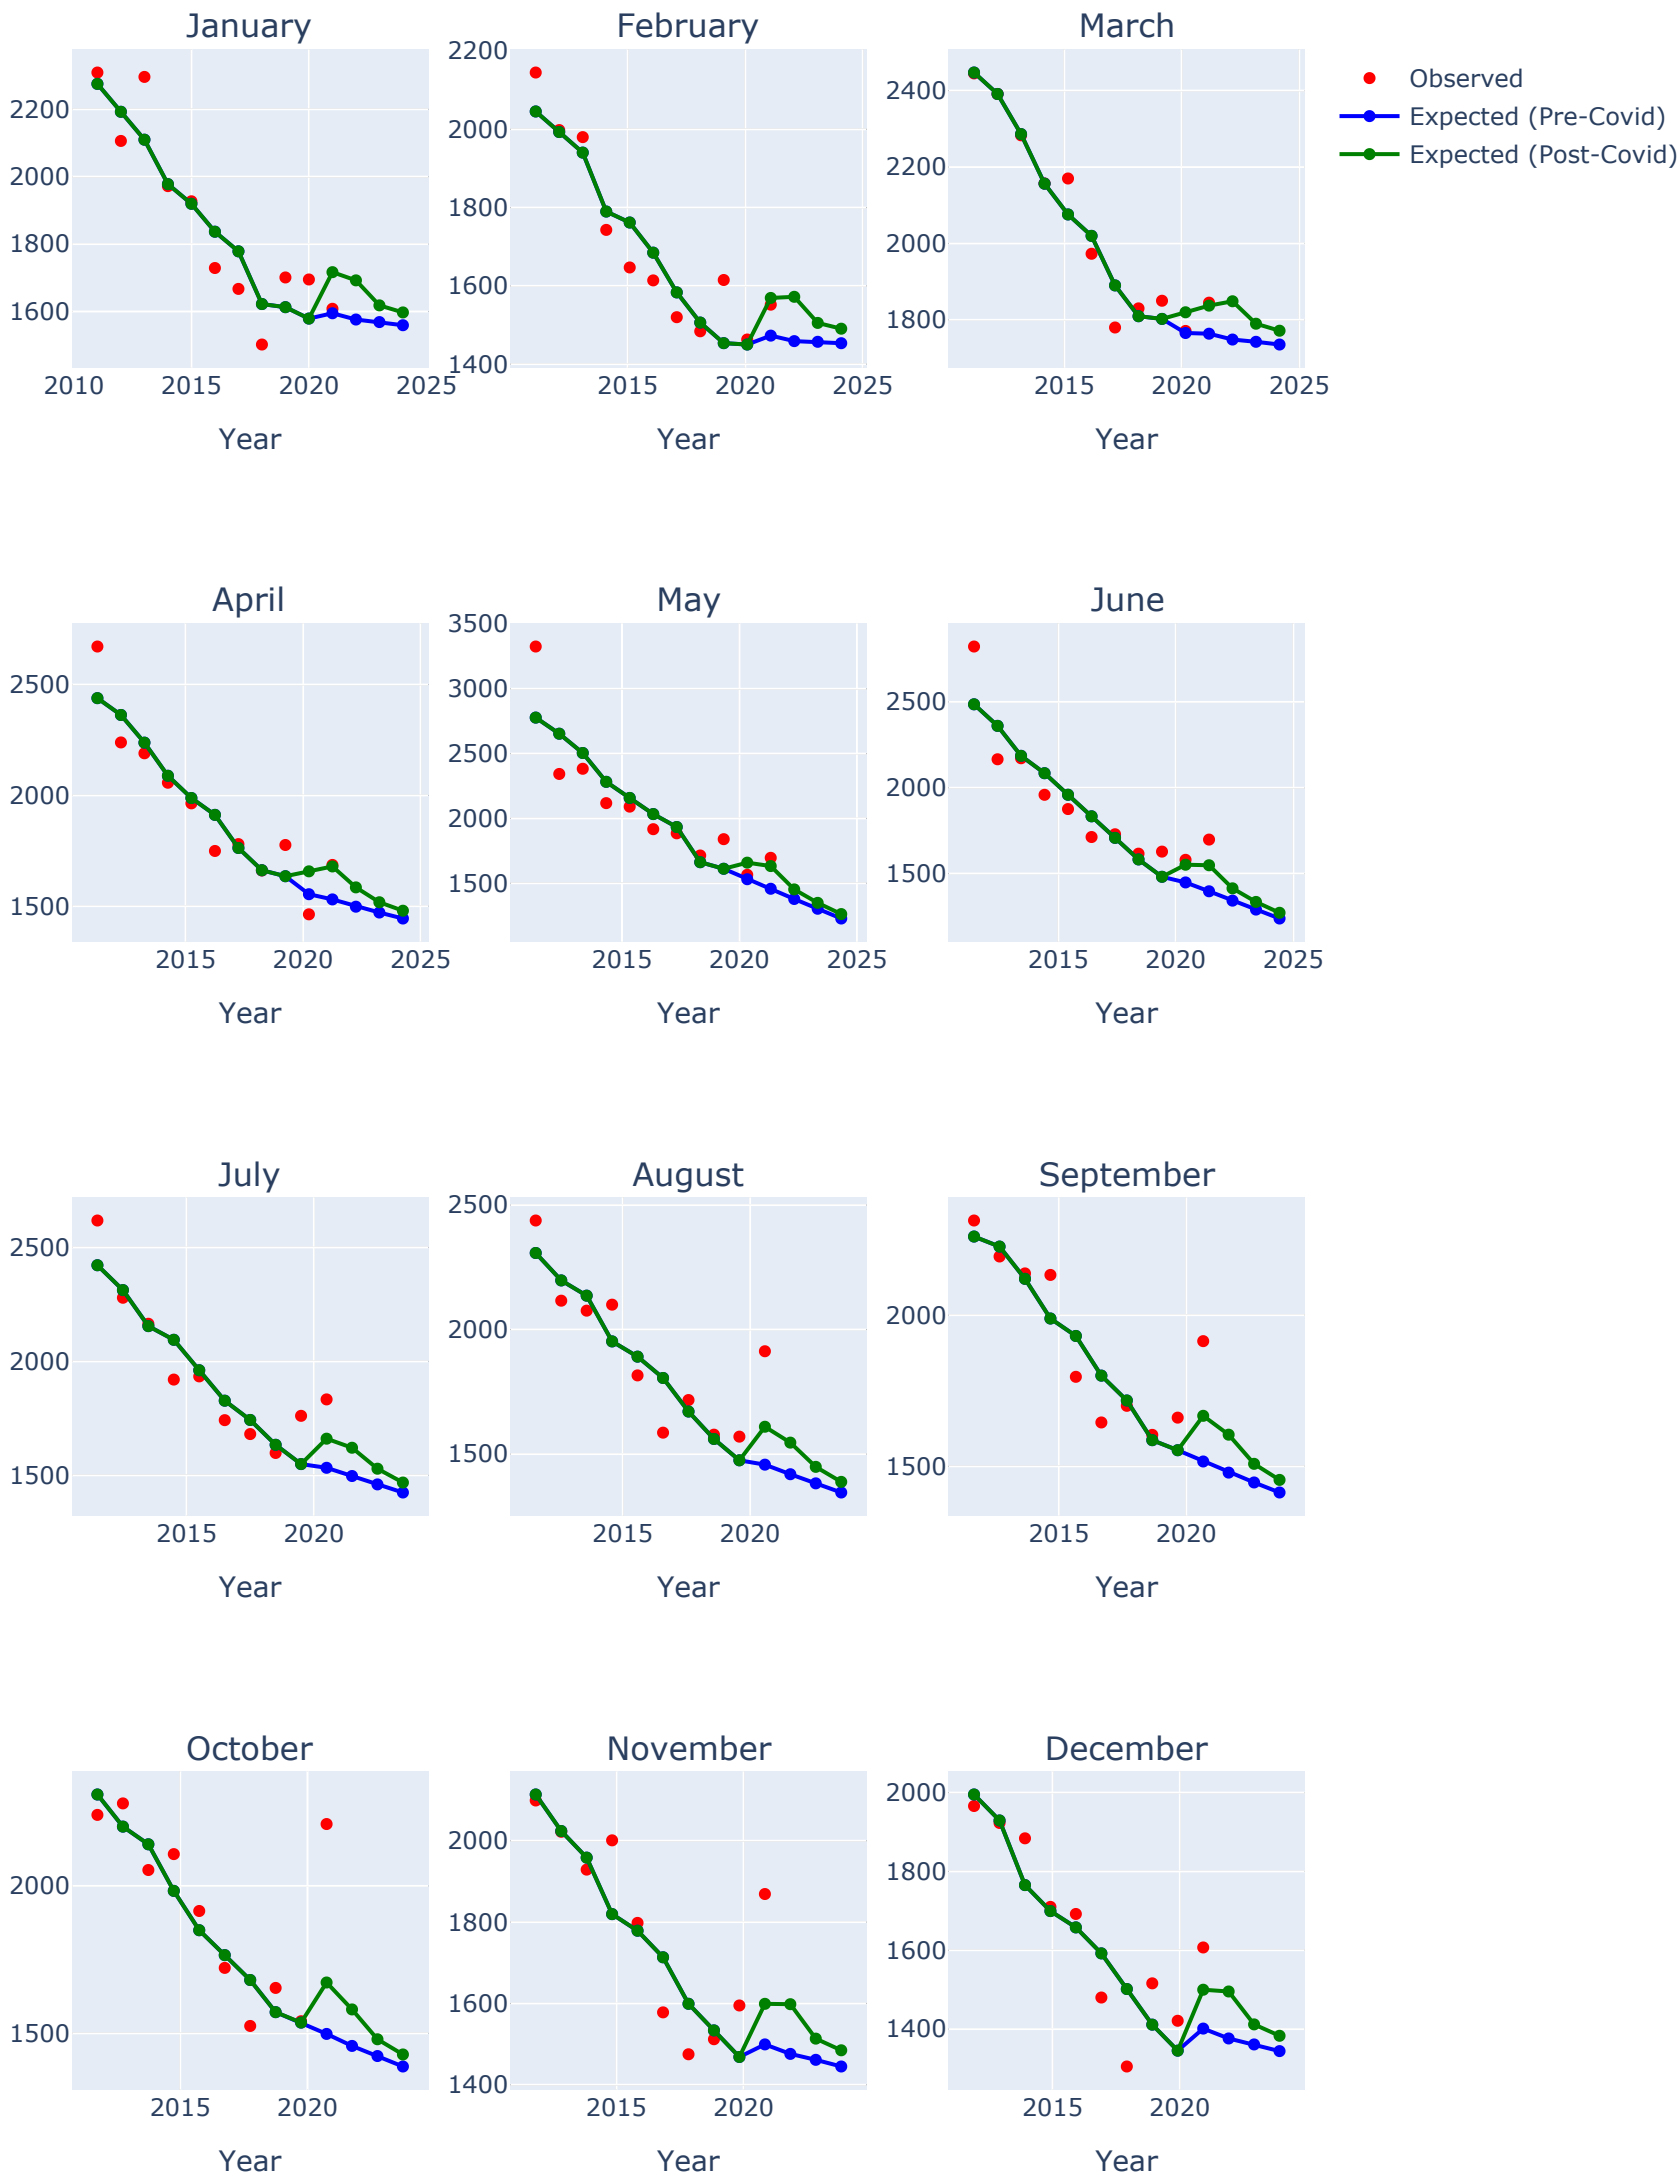 January
February
March
2200
2000
1800
1600
2010
2015
2020
2025
Year
2200
2000
1800
1600
1400
2015
2020
2025
Year
2400
2200
2000
1800
2015
2020
2025
Year
Observed
Expected (Pre-Covid)
Expected (Post-Covid)
April
May
June
2500
2000
1500
2015
2020
2025
Year
3500
3000
2500
2000
1500
2015
2020
2025
Year
2500
2000
1500
2015
2020
2025
Year
July
August
September
2500
2000
1500
2015
2020
Year
2500
2000
1500
2015
2020
Year
2000
1500
2015
2020
Year
October
November
December
2000
1500
2015
2020
Year
2000
1800
1600
1400
2015
2020
Year
2000
1800
1600
1400
2015
2020
Year